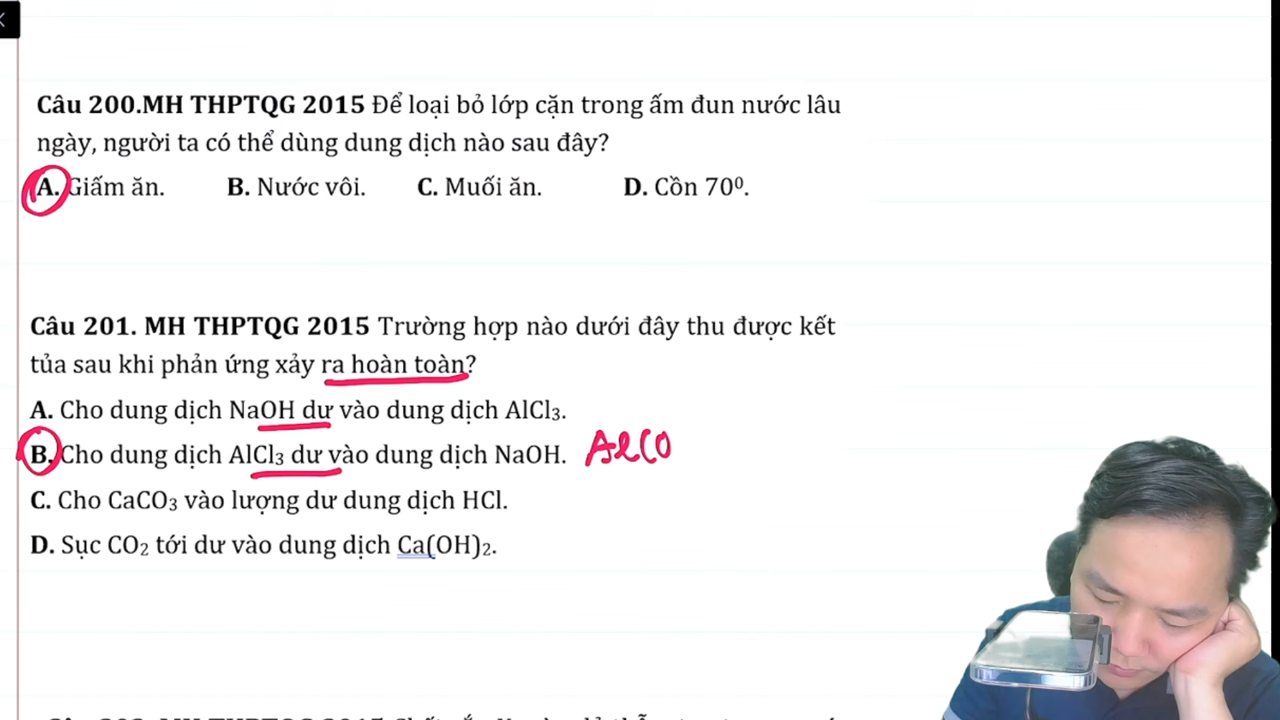 Câu 200.MH THPTQG 2015 Để loại bỏ lớp cặn trong ấm đun nước lâu
ngày, người ta có thể dùng dung dịch nào sau đây?
A. Giấm ăn. B. Nước vôi. C. Muối ăn. D. Cồn 70⁰.
Câu 201. MH THPTQG 2015 Trường hợp nào dưới đây thu được kết
tủa sau khi phản ứng xảy ra hoàn toàn?
A. Cho dung dịch NaOH dư vào dung dịch AlCl₃.
B. Cho dung dịch AlCl₃ dư vào dung dịch NaOH. Al(O
C. Cho CaCO₃ vào lượng dư dung dịch HCl.
D. Sục CO₂ tới dư vào dung dịch Ca(OH)₂.